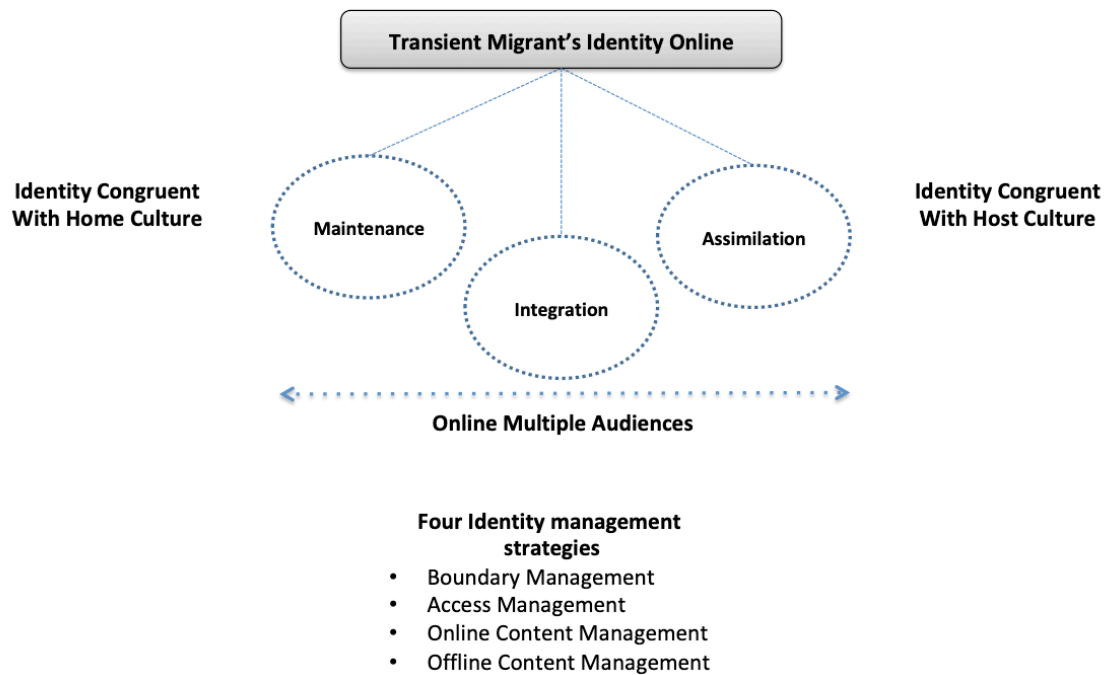 Transient Migrant's Identity Online
Identity Congruent
With Home Culture
Identity Congruent
With Host Culture
Maintenance
Assimilation
Integration
Online Multiple Audiences
Four Identity management
strategies
• Boundary Management
• Access Management
• Online Content Management
• Offline Content Management